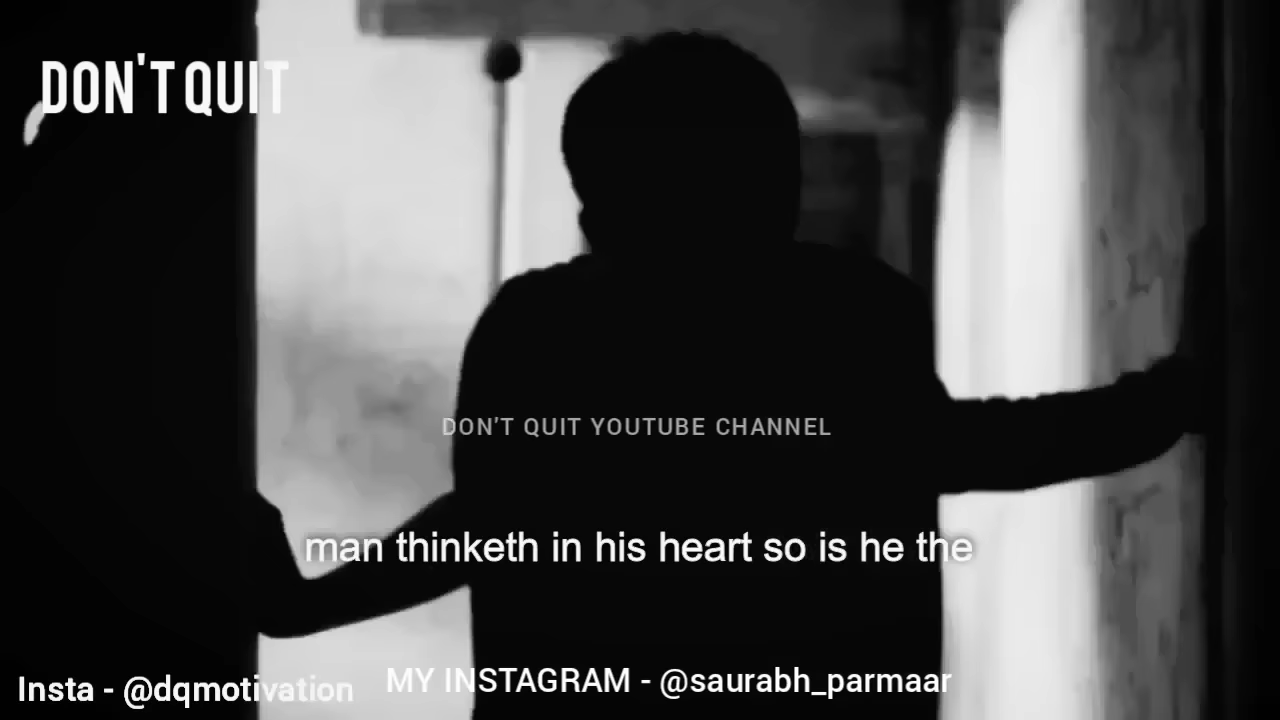 DON'T QUIT
DON'T QUIT YOUTUBE CHANNEL
man thinketh in his heart so is he the
Insta - @dqmotivation
MY INSTAGRAM - @saurabh_parmaar